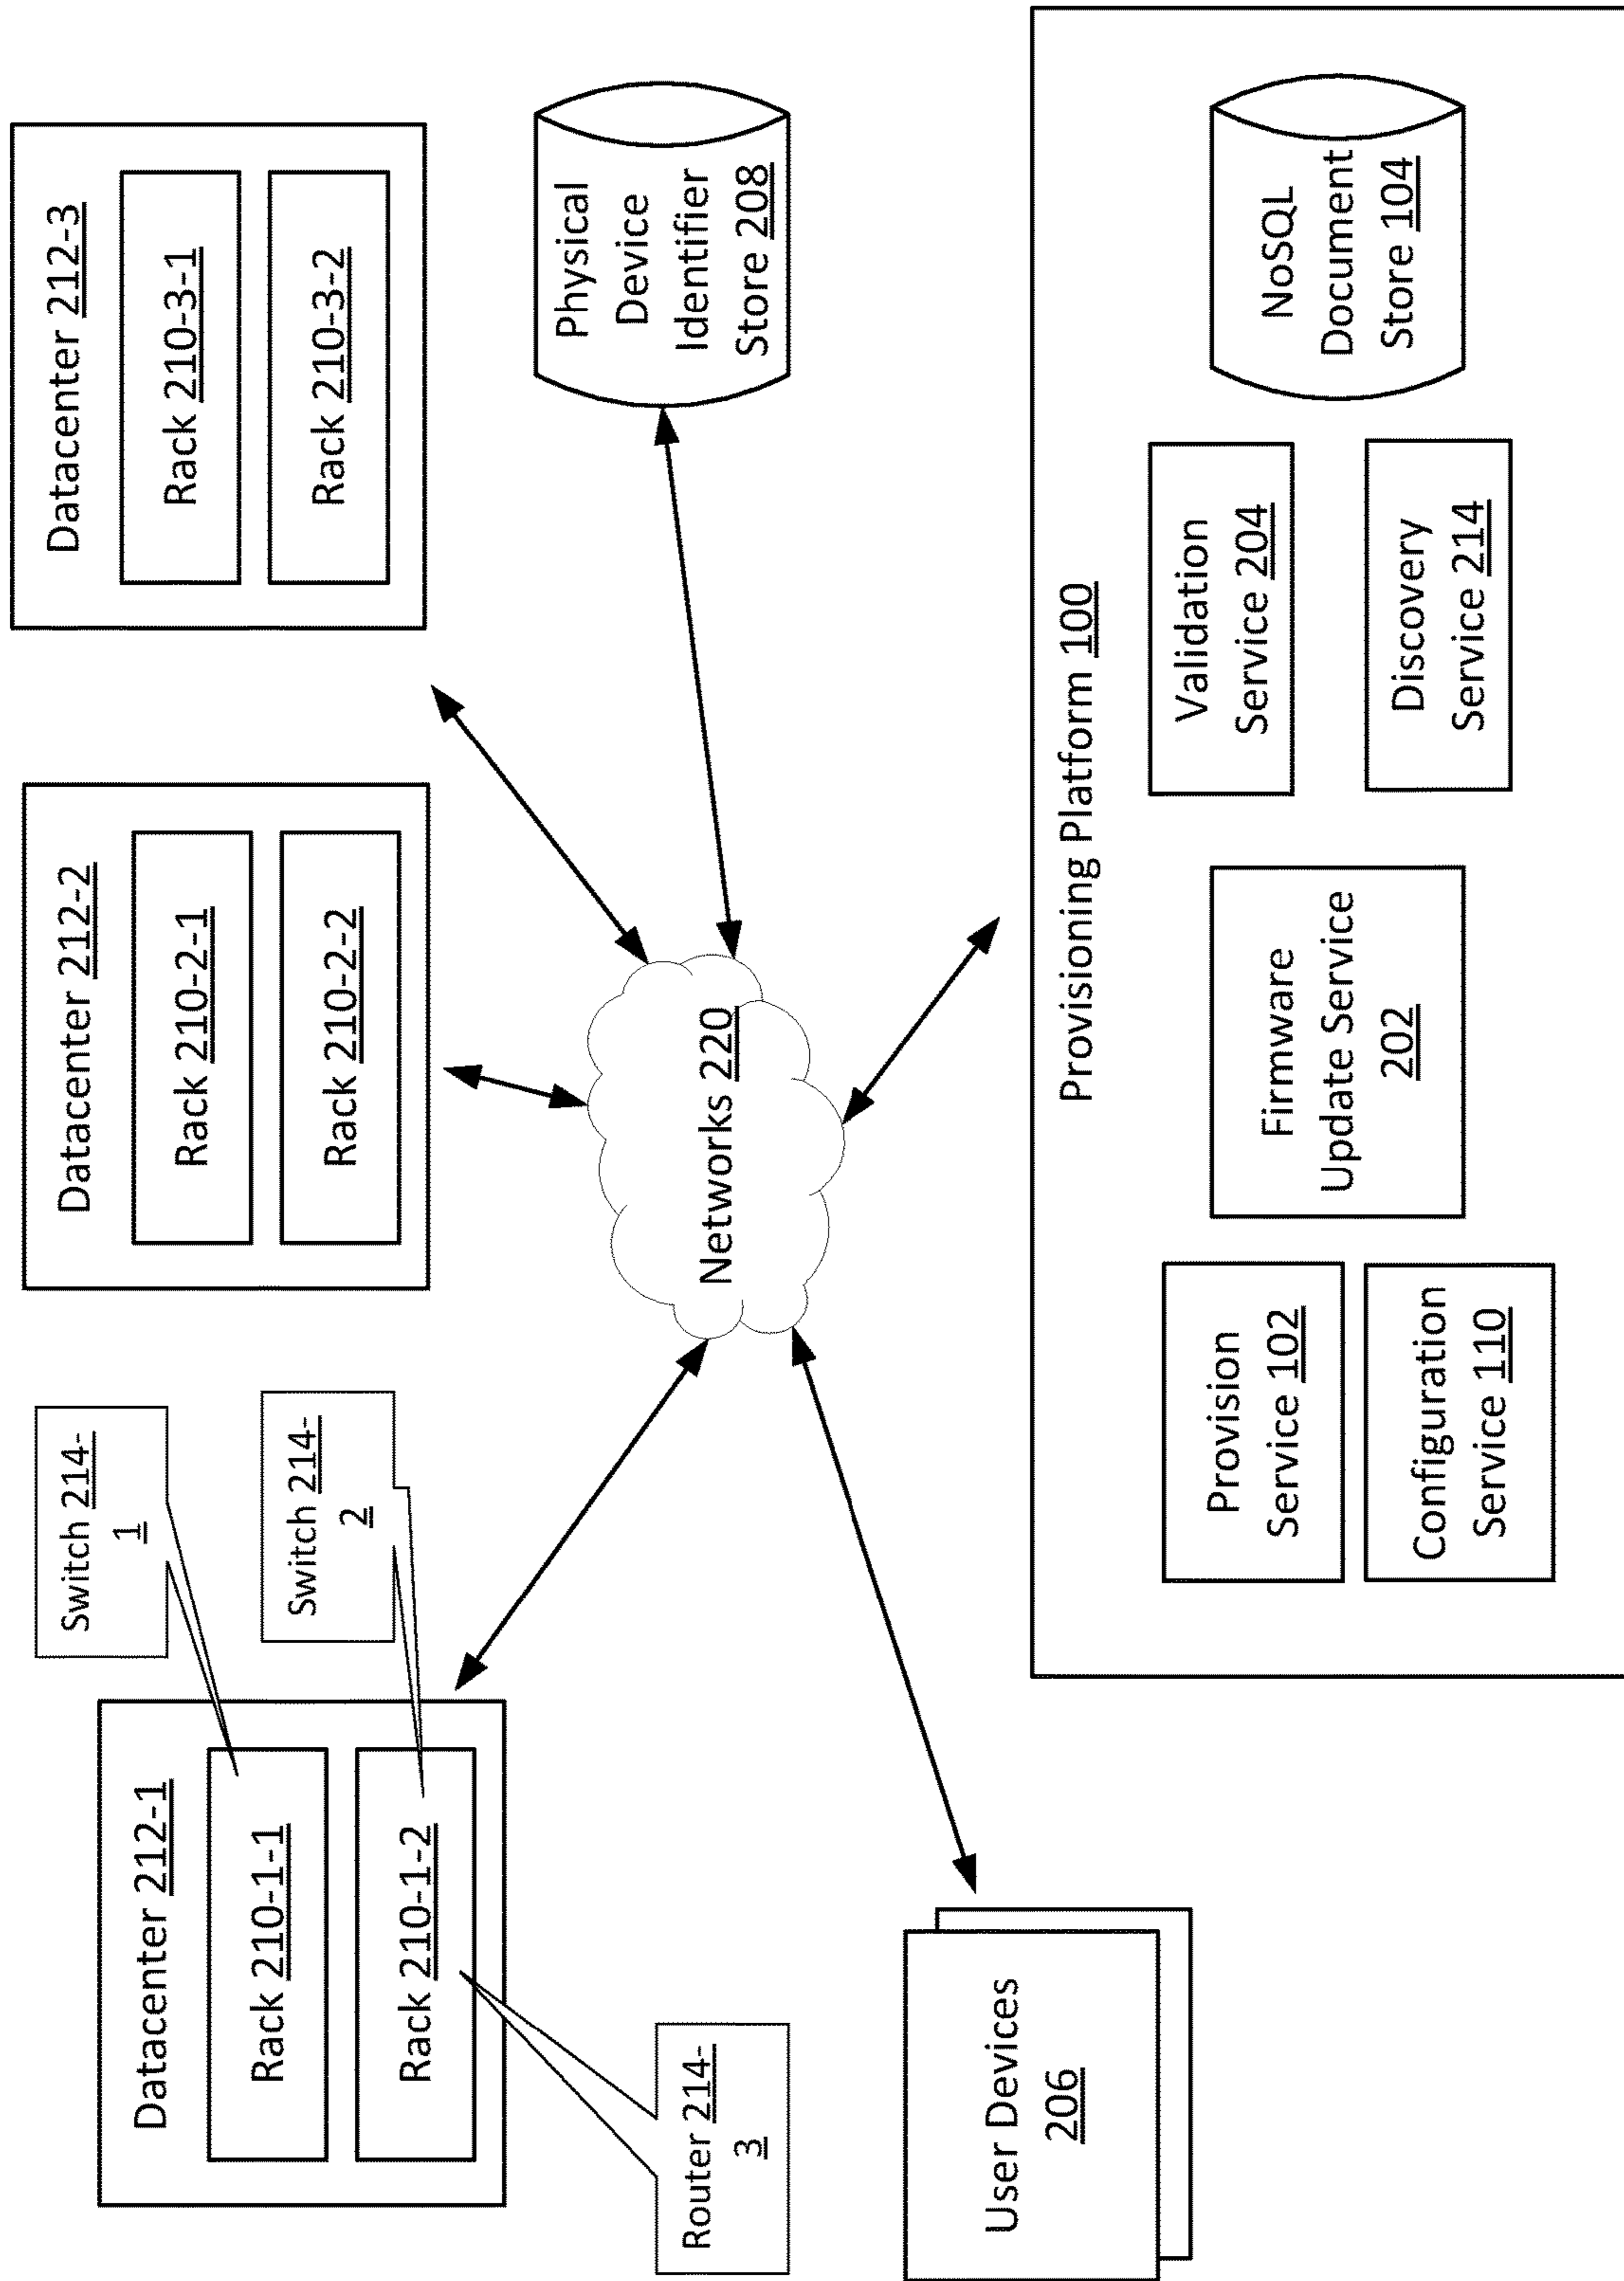 Datacenter 212-1
Rack 210-1-1
Rack 210-1-2
Switch 214-
1
Switch 214-
2
Router 214-
3
Datacenter 212-2
Rack 210-2-1
Rack 210-2-2
Datacenter 212-3
Rack 210-3-1
Rack 210-3-2
Physical
Device
Identifier
Store 208
Networks 220
User Devices
206
Provisioning Platform 100
Provision
Service 102
Configuration
Service 110
Firmware
Update Service
202
Validation
Service 204
Discovery
Service 214
NoSQL
Document
Store 104